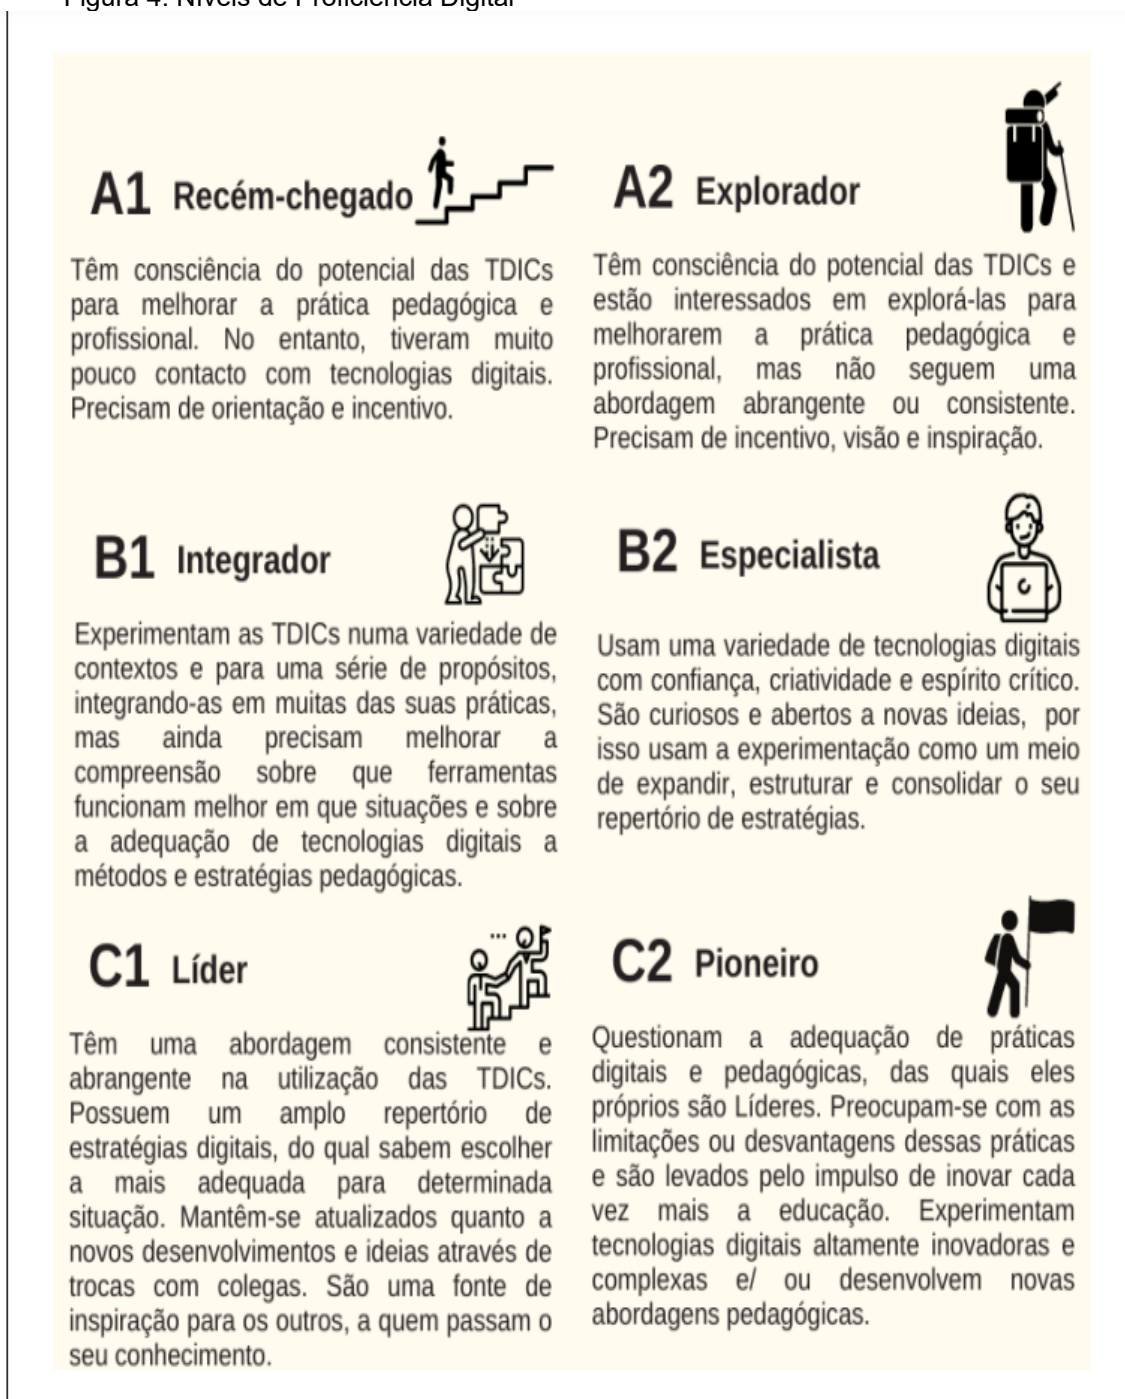 Figura 4: Níveis de Proficiência Digital
A1 Recém-chegado
Têm consciência do potencial das TDICs
para melhorar a prática pedagógica e
profissional. No entanto, tiveram muito
pouco contacto com tecnologias digitais.
Precisam de orientação e incentivo.
A2 Explorador
Têm consciência do potencial das TDICs e
estão interessados em explorá-las para
melhorarem a prática pedagógica e
profissional, mas não seguem uma
abordagem abrangente ou consistente.
Precisam de incentivo, visão e inspiração.
B1 Integrador
Experimentam as TDICs numa variedade de
contextos e para uma série de propósitos,
integrando-as em muitas das suas práticas,
mas ainda precisam melhorar a
compreensão sobre que ferramentas
funcionam melhor em que situações e sobre
a adequação de tecnologias digitais a
métodos e estratégias pedagógicas.
B2 Especialista
Usam uma variedade de tecnologias digitais
com confiança, criatividade e espírito crítico.
São curiosos e abertos a novas ideias, por
isso usam a experimentação como um meio
de expandir, estruturar e consolidar o seu
repertório de estratégias.
C1 Líder
Têm uma abordagem consistente e
abrangente na utilização das TDICs.
Possuem um amplo repertório de
estratégias digitais, do qual sabem escolher
a mais adequada para determinada
situação. Mantêm-se atualizados quanto a
novos desenvolvimentos e ideias através de
trocas com colegas. São uma fonte de
inspiração para os outros, a quem passam o
seu conhecimento.
C2 Pioneiro
Questionam a adequação de práticas
digitais e pedagógicas, das quais eles
próprios são Líderes. Preocupam-se com as
limitações ou desvantagens dessas práticas
e são levados pelo impulso de inovar cada
vez mais a educação. Experimentam
tecnologias digitais altamente inovadoras e
complexas e/ ou desenvolvem novas
abordagens pedagógicas.